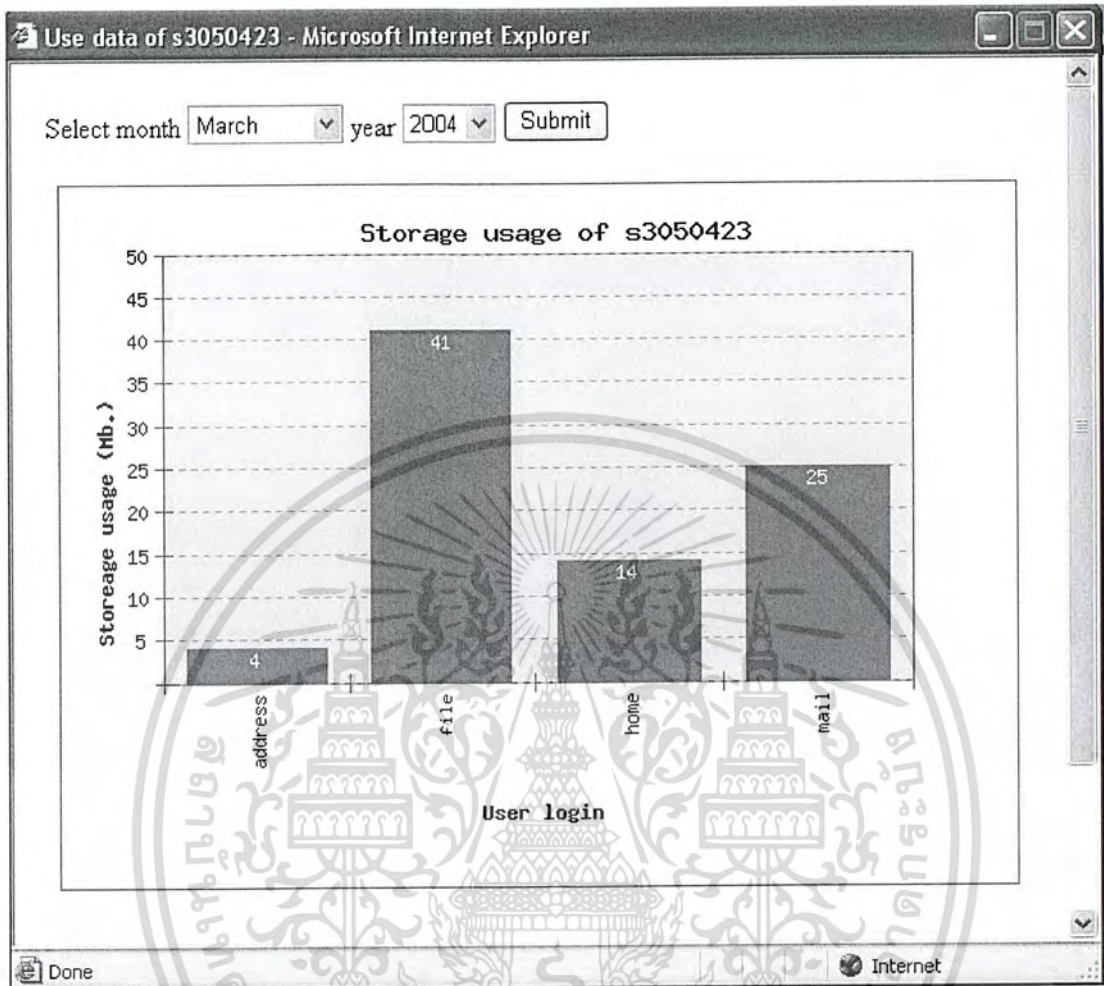 Use data of s3050423 - Microsoft Internet Explorer
Select month March year 2004 Submit
Storage usage of s3050423
Storeage usage (Mb.)
50
45
40
35
30
25
20
15
10
5
4
41
14
25
address
file
home
mail
User login
Done
Internet